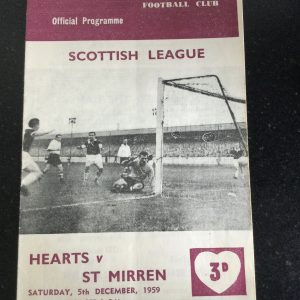 FOOTBALL CLUB
Official Programme
SCOTTISH LEAGUE
HEARTS v
ST MIRREN
3D
SATURDAY, 5th DECEMBER, 1959